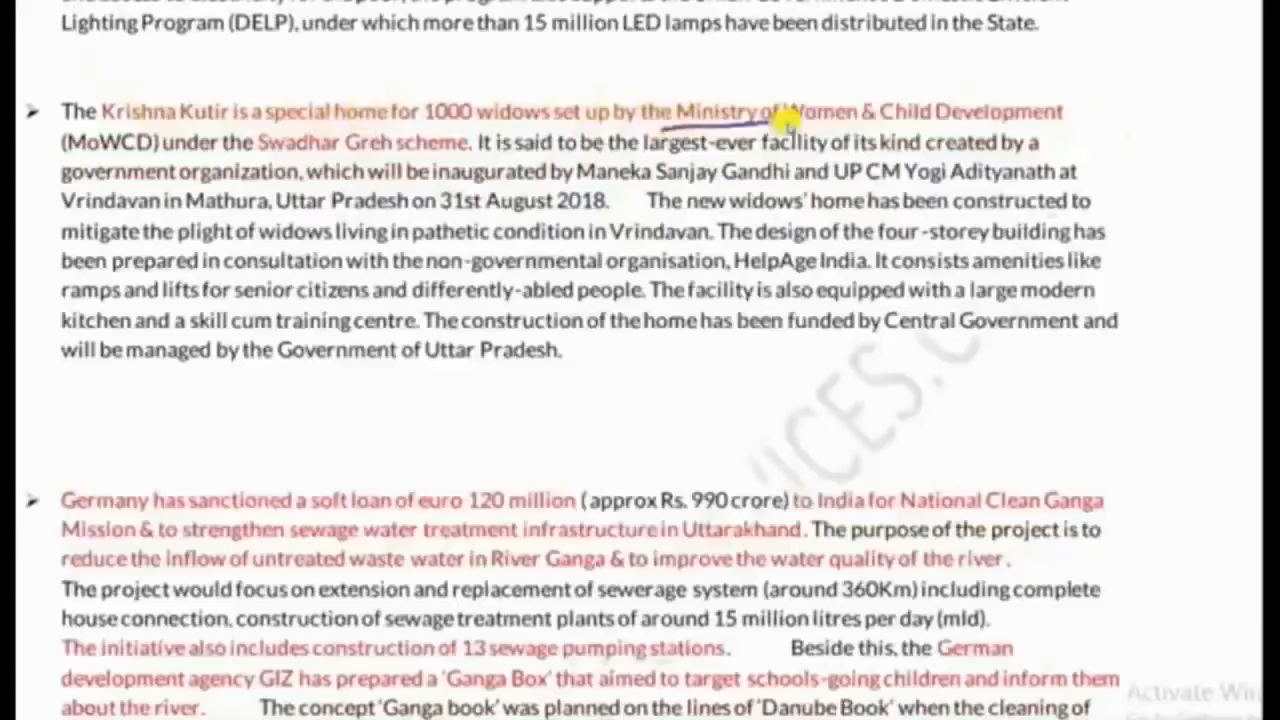 Lighting Program (DELP), under which more than 15 million LED lamps have been distributed in the State.
The Krishna Kutir is a special home for 1000 widows set up by the Ministry of Women & Child Development
(MoWCD) under the Swadhar Greh scheme. It is said to be the largest-ever facility of its kind created by a
government organization, which will be inaugurated by Maneka Sanjay Gandhi and UP CM Yogi Adityanath at
Vrindavan in Mathura, Uttar Pradesh on 31st August 2018. The new widows' home has been constructed to
mitigate the plight of widows living in pathetic condition in Vrindavan. The design of the four-storey building has
been prepared in consultation with the non-governmental organisation, HelpAge India. It consists amenities like
ramps and lifts for senior citizens and differently-abled people. The facility is also equipped with a large modern
kitchen and a skill cum training centre. The construction of the home has been funded by Central Government and
will be managed by the Government of Uttar Pradesh.
Germany has sanctioned a soft loan of euro 120 million (approx Rs. 990 crore) to India for National Clean Ganga
Mission & to strengthen sewage water treatment infrastructure in Uttarakhand. The purpose of the project is to
reduce the inflow of untreated waste water in River Ganga & to improve the water quality of the river.
The project would focus on extension and replacement of sewerage system (around 360Km) including complete
house connection, construction of sewage treatment plants of around 15 million litres per day (mld).
The initiative also includes construction of 13 sewage pumping stations. Beside this, the German
development agency GIZ has prepared a 'Ganga Box' that aimed to target schools-going children and inform them
about the river. The concept 'Ganga book' was planned on the lines of 'Danube Book' when the cleaning of
Activate Win